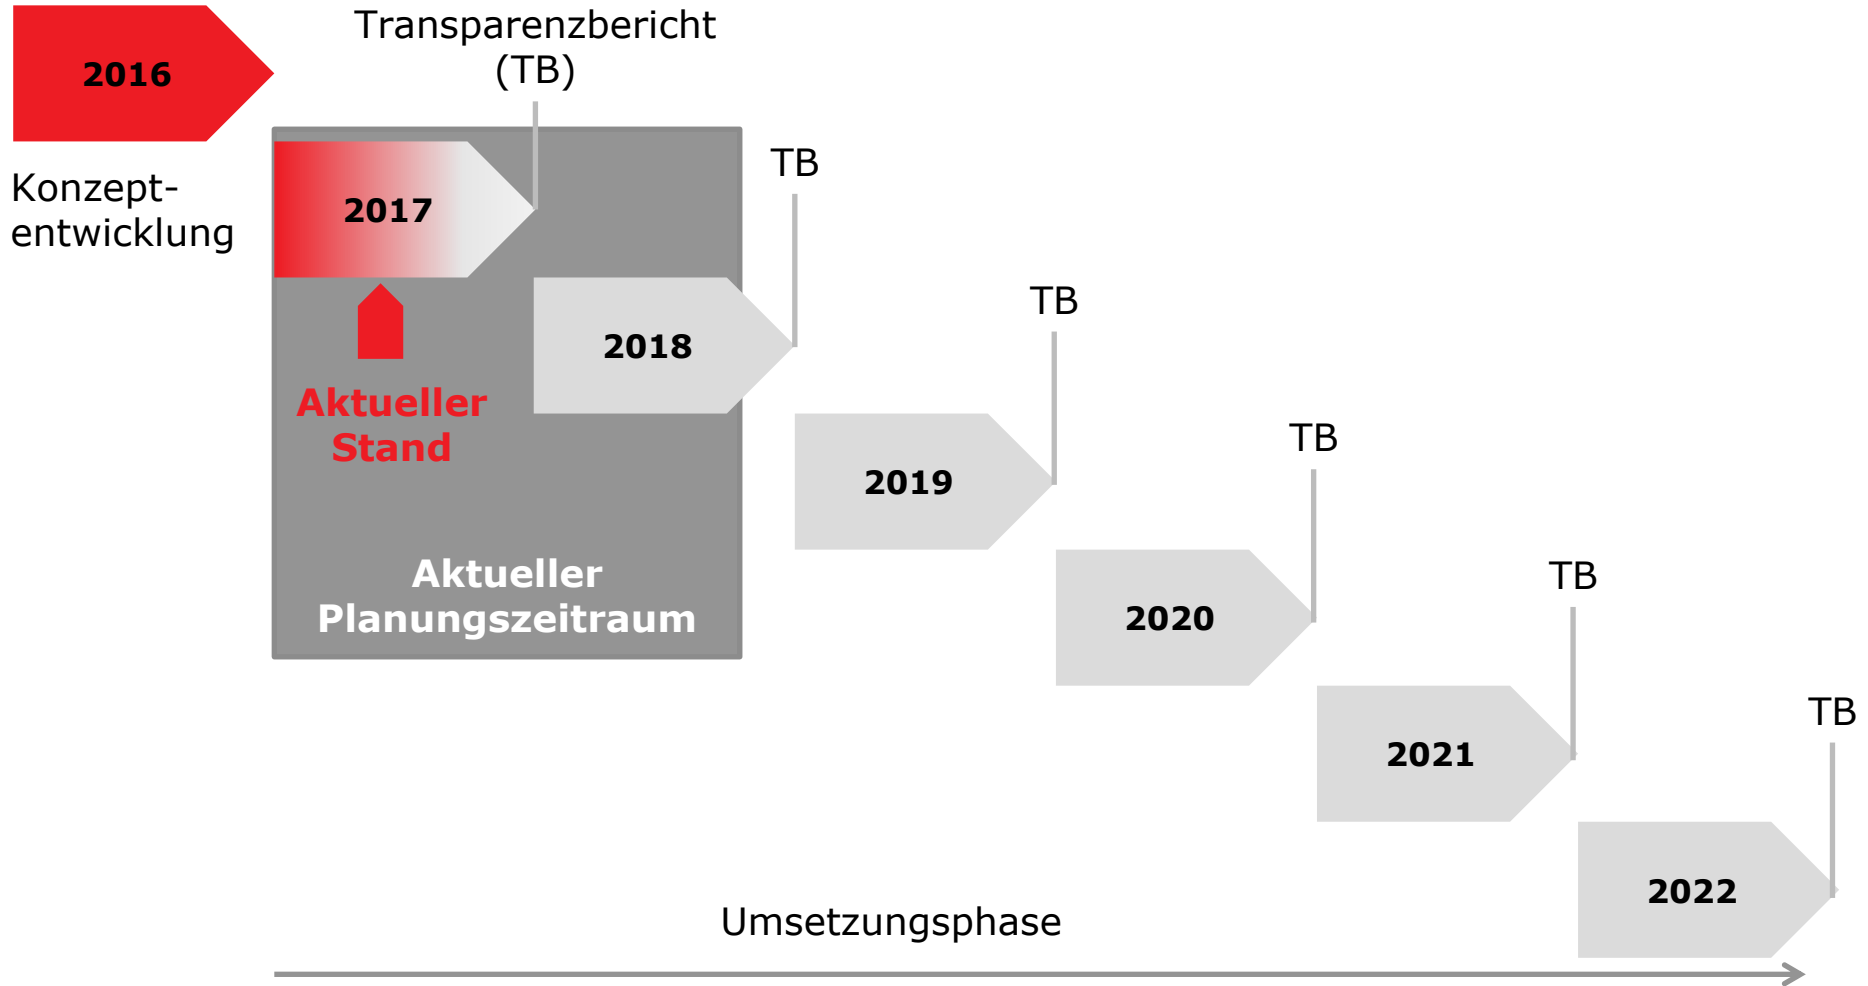 2016
Konzept-
entwicklung
Transparenzbericht
(TB)
2017
Aktueller
Stand
Aktueller
Planungszeitraum
TB
2018
TB
2019
TB
2020
TB
2021
TB
2022
Umsetzungsphase